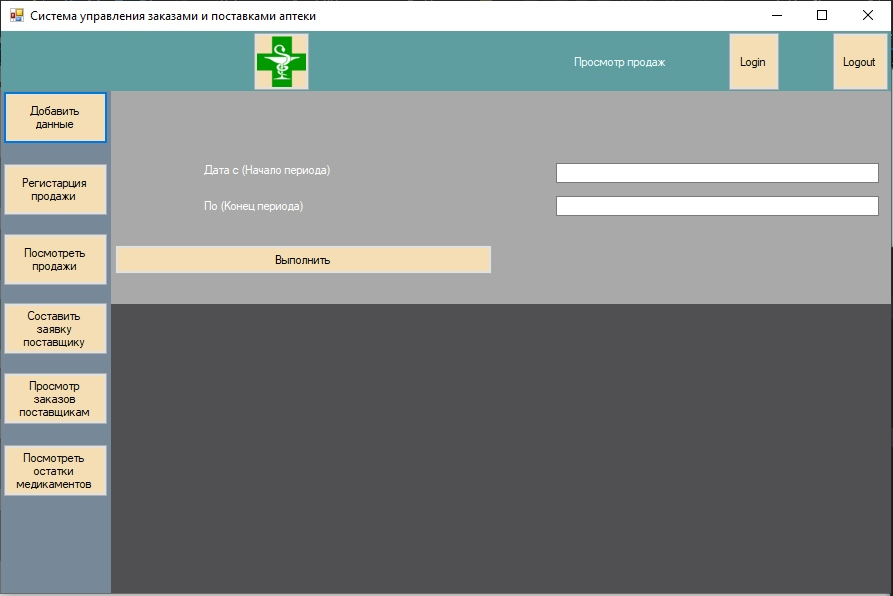 Система управления заказами и поставками аптеки
Просмотр продаж
Login
Logout
Добавить
данные
Регистарция
продажи
Посмотреть
продажи
Составить
заявку
поставщику
Просмотр
заказов
поставщикам
Посмотреть
остатки
медикаментов
Дата с (Начало периода)
По (Конец периода)
Выполнить